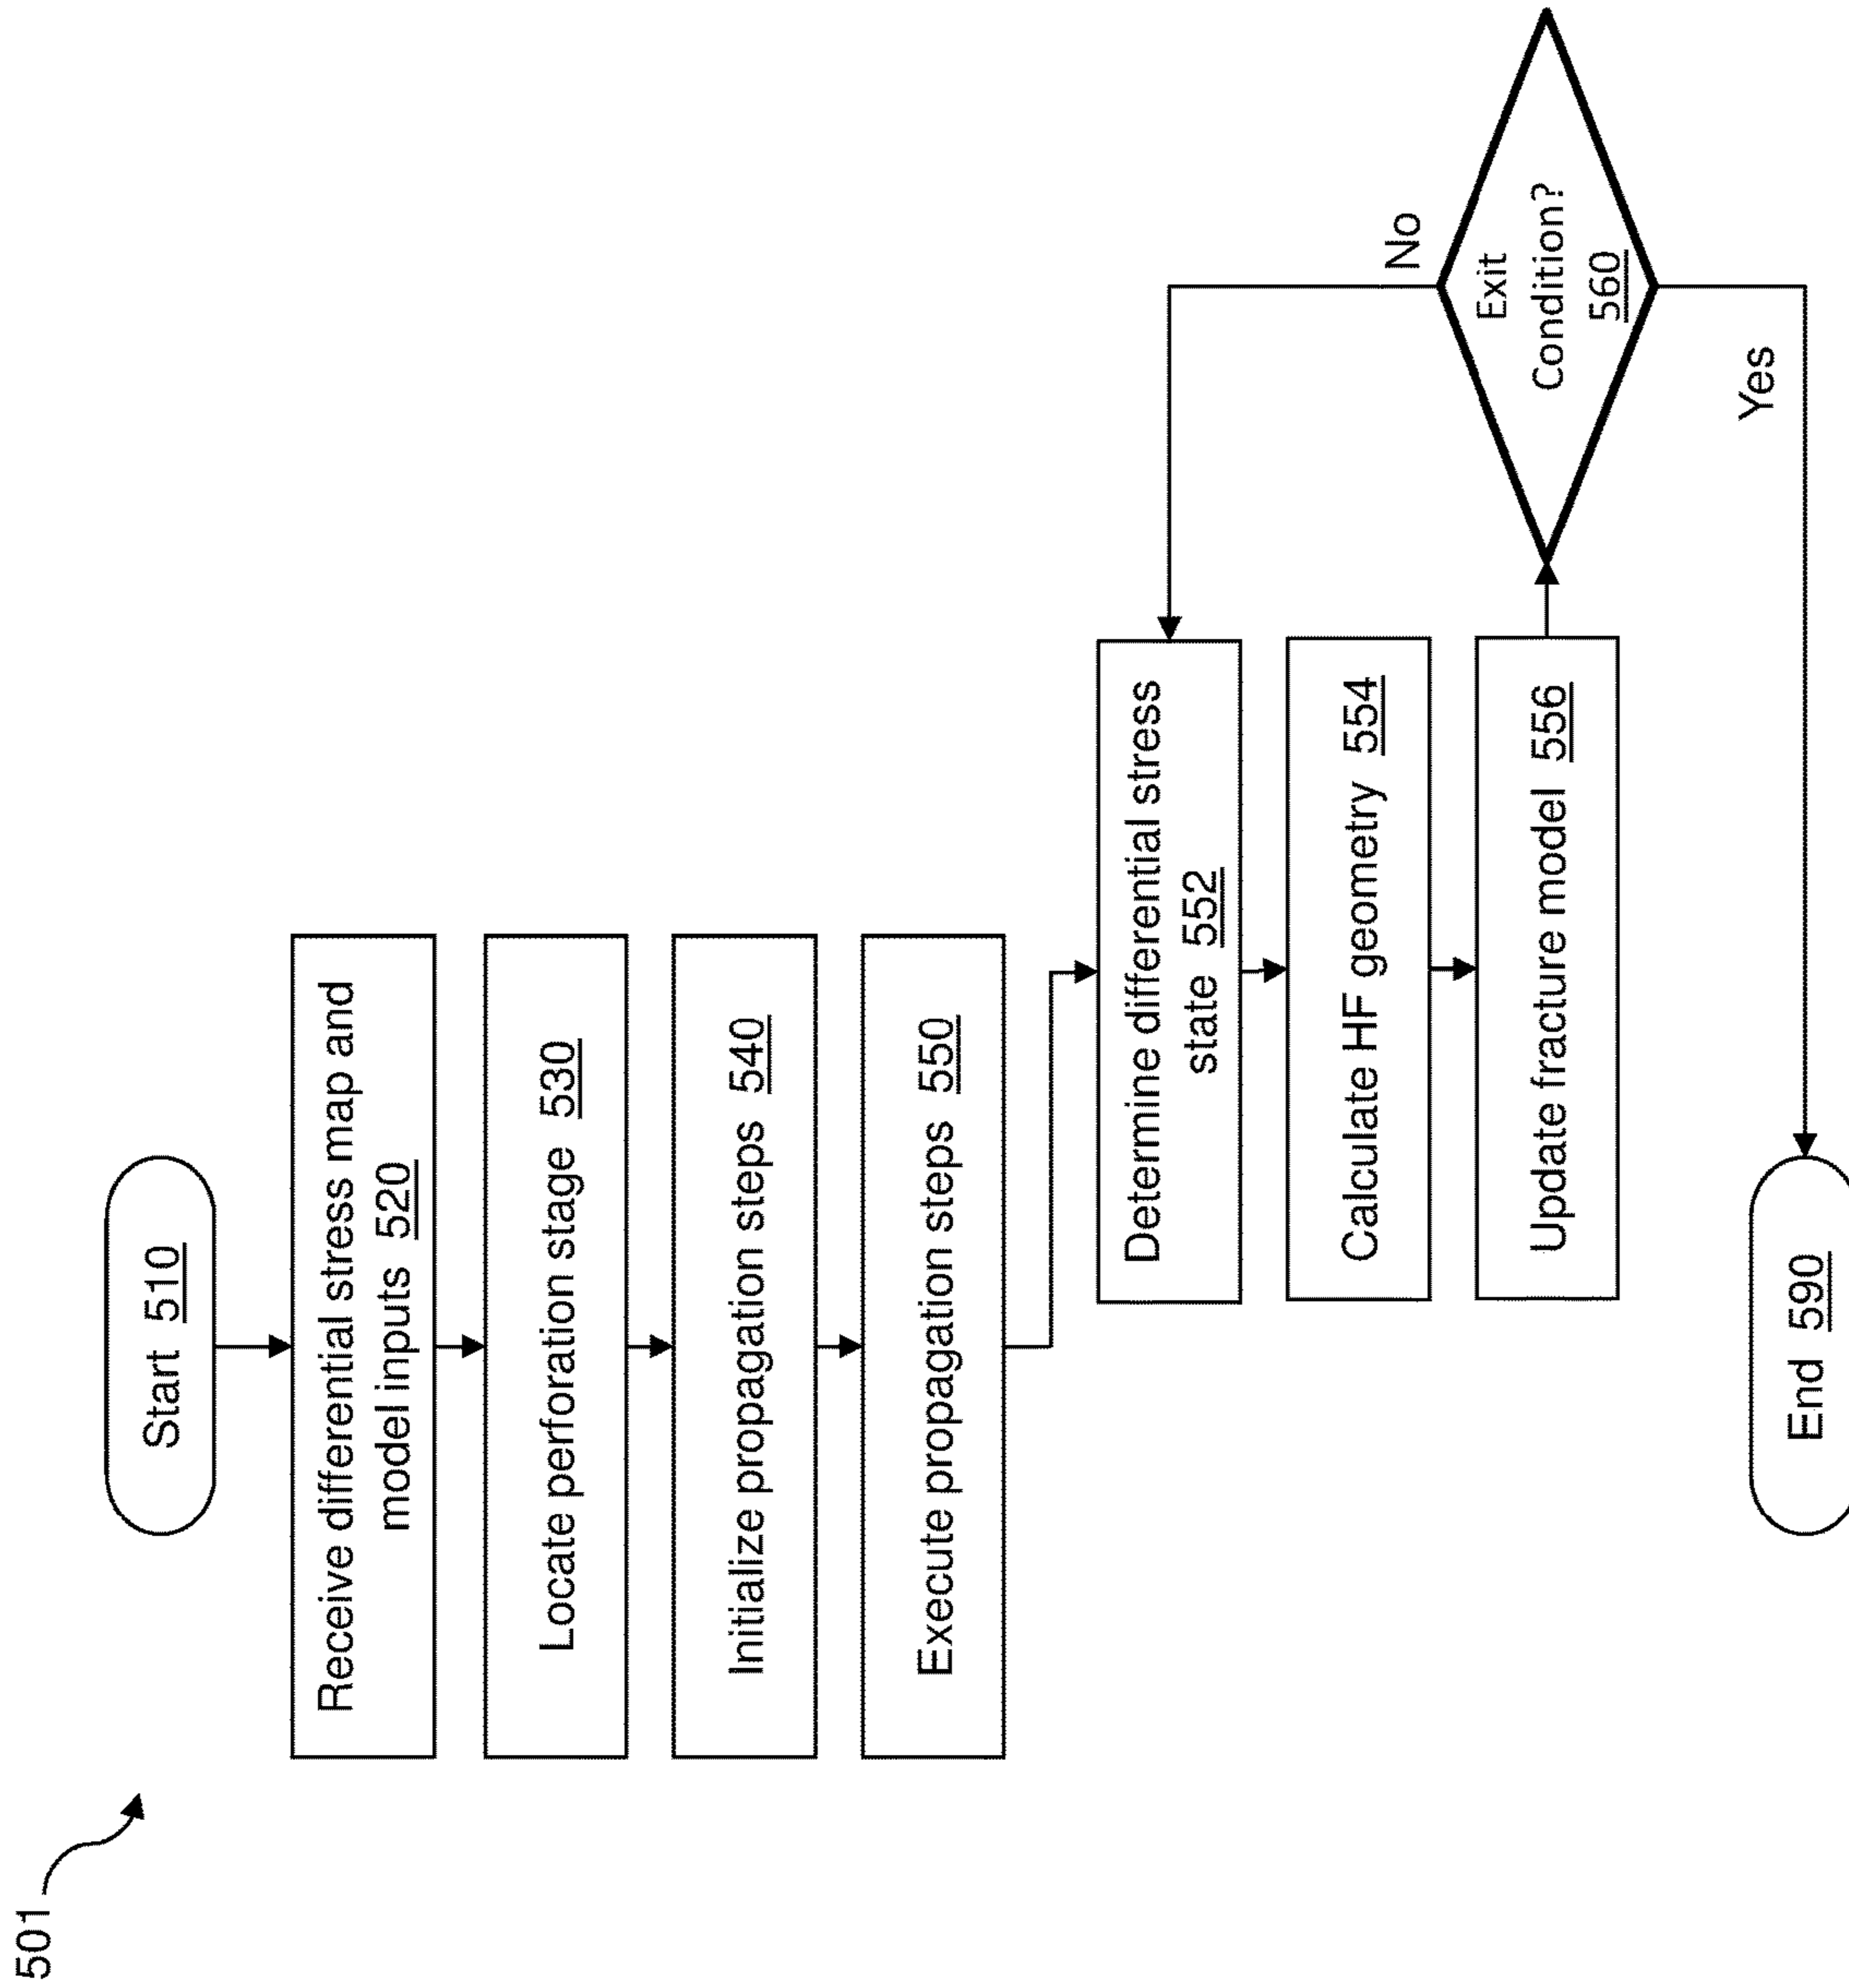 501
Start 510
Receive differential stress map and
model inputs 520
Locate perforation stage 530
Initialize propagation steps 540
Execute propagation steps 550
Determine differential stress
state 552
Calculate HF geometry 554
Update fracture model 556
No
Exit
Condition?
560
Yes
End 590